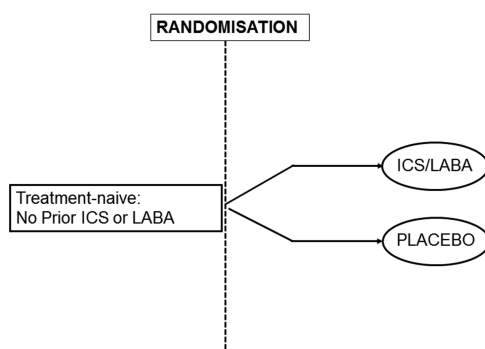 RANDOMISATION
ICS/LABA
Treatment-naive:
No Prior ICS or LABA
PLACEBO